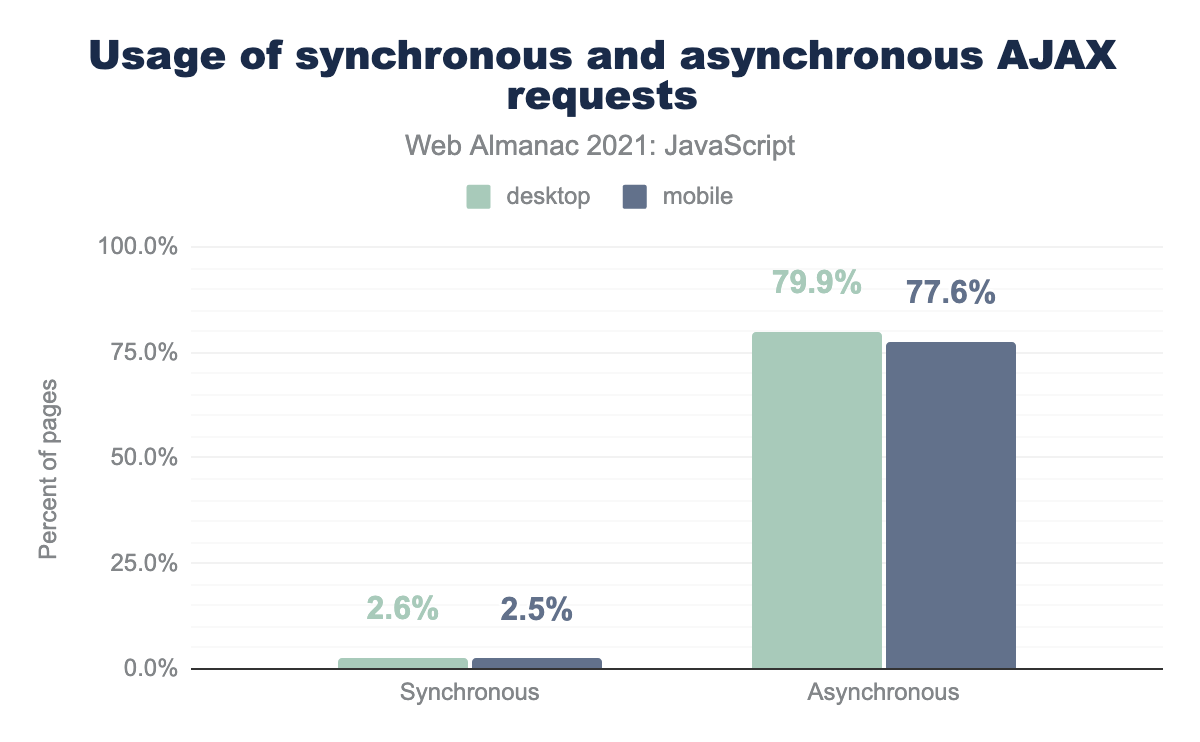 Usage of synchronous and asynchronous AJAX
requests
Web Almanac 2021: JavaScript
desktop mobile
Percent of pages
100.0%
75.0%
50.0%
25.0%
0.0%
79.9% 77.6%
2.6% 2.5%
Synchronous Asynchronous